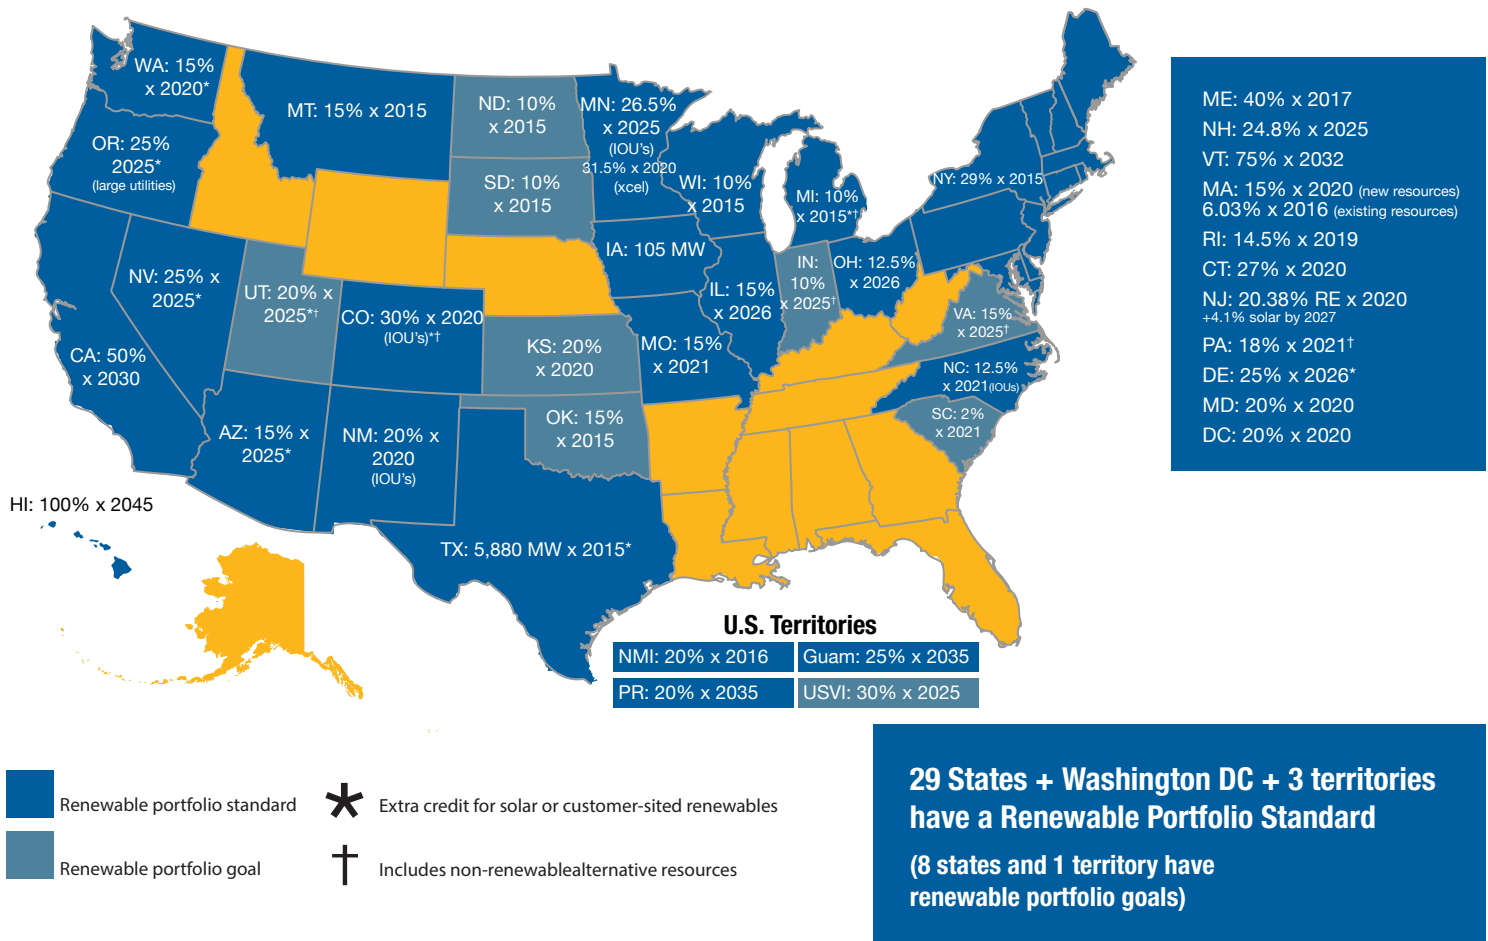 WA: 15%
x 2020*
OR: 25%
2025*
(large utilities)
MT: 15% x 2015
ND: 10%
x 2015
SD: 10%
x 2015
MN: 26.5%
x 2025
(IOU's)
31.5% x 2020
(xcel)
WI: 10%
x 2015
MI: 10%
x 2015*†
NY: 29% x 2015
IA: 105 MW
NV: 25% x
2025*
UT: 20% x
2025*†
CO: 30% x 2020
(IOU's)*†
CA: 50%
x 2030
KS: 20%
x 2020
MO: 15%
x 2021
IL: 15%
x 2026
IN:
10%
x 2025†
OH: 12.5%
x 2026
VA: 15%
x 2025†
NC: 12.5%
x 2021(IOUs)
SC: 2%
x 2021
AZ: 15% x
2025*
NM: 20% x
2020
(IOU's)
OK: 15%
x 2015
TX: 5,880 MW x 2015*
HI: 100% x 2045
ME: 40% x 2017
NH: 24.8% x 2025
VT: 75% x 2032
MA: 15% x 2020 (new resources)
6.03% x 2016 (existing resources)
RI: 14.5% x 2019
CT: 27% x 2020
NJ: 20.38% RE x 2020
+4.1% solar by 2027
PA: 18% x 2021†
DE: 25% x 2026*
MD: 20% x 2020
DC: 20% x 2020
U.S. Territories
NMI: 20% x 2016
Guam: 25% x 2035
PR: 20% x 2035
USVI: 30% x 2025
Renewable portfolio standard
* Extra credit for solar or customer-sited renewables
Renewable portfolio goal
† Includes non-renewablealternative resources
29 States + Washington DC + 3 territories
have a Renewable Portfolio Standard
(8 states and 1 territory have
renewable portfolio goals)